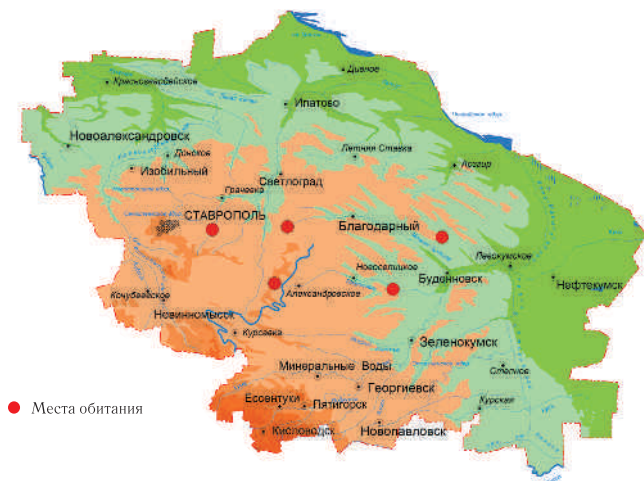 Дивное
Красногвардейское
Ипатово
Новоалександровск
Донское
Летняя Ставка
Изобильный
Светлоград
Арзгир
Грачевка
СТАВРОПОЛЬ
Благодарный
Левокумское
Новоселицкое
Буденновск
Нефтекумск
Кочубеевское
Александровское
Невинномысск
Курсавка
Зеленокумск
Минеральные Воды
Степное
Георгиевск
Ессентуки
Пятигорск
Курская
Места обитания
Кисловодск
Новопавловск